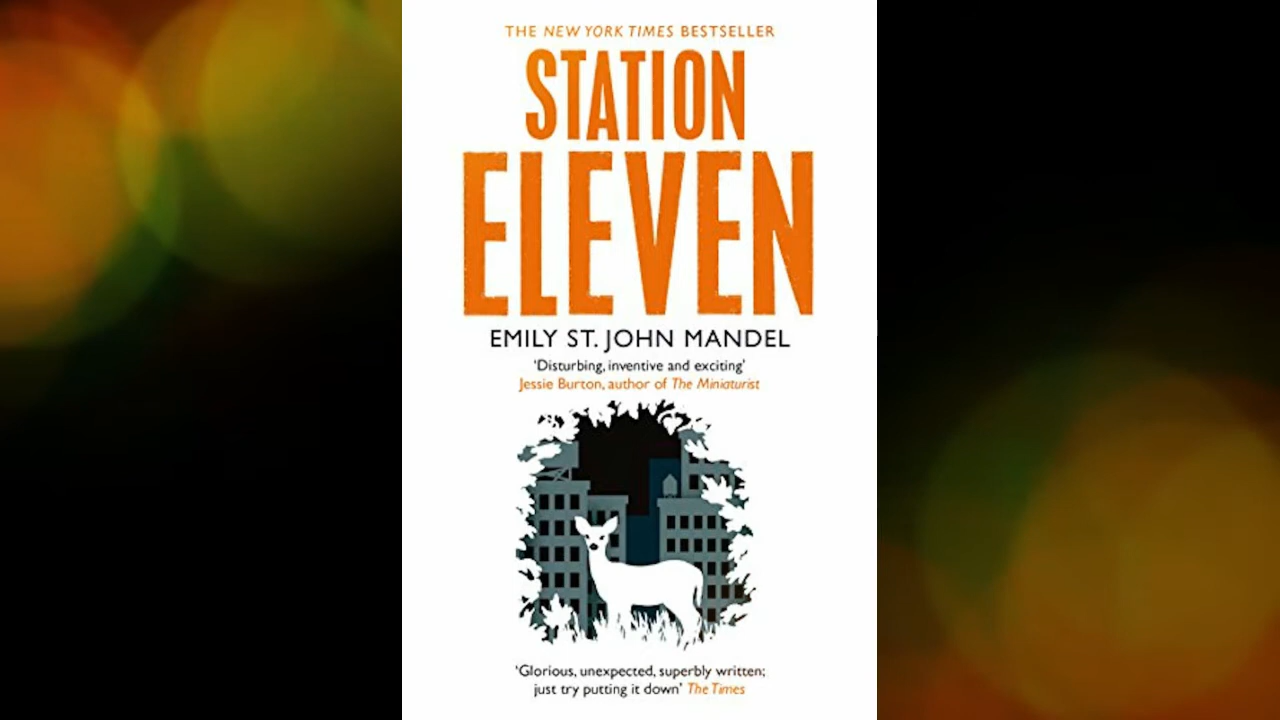 THE NEW YORK TIMES BESTSELLER
STATION
ELEVEN
EMILY ST. JOHN MANDEL
‘Disturbing, inventive and exciting’
Jessie Burton, author of The Miniaturist
‘Glorious, unexpected, superbly written;
just try putting it down’ The Times